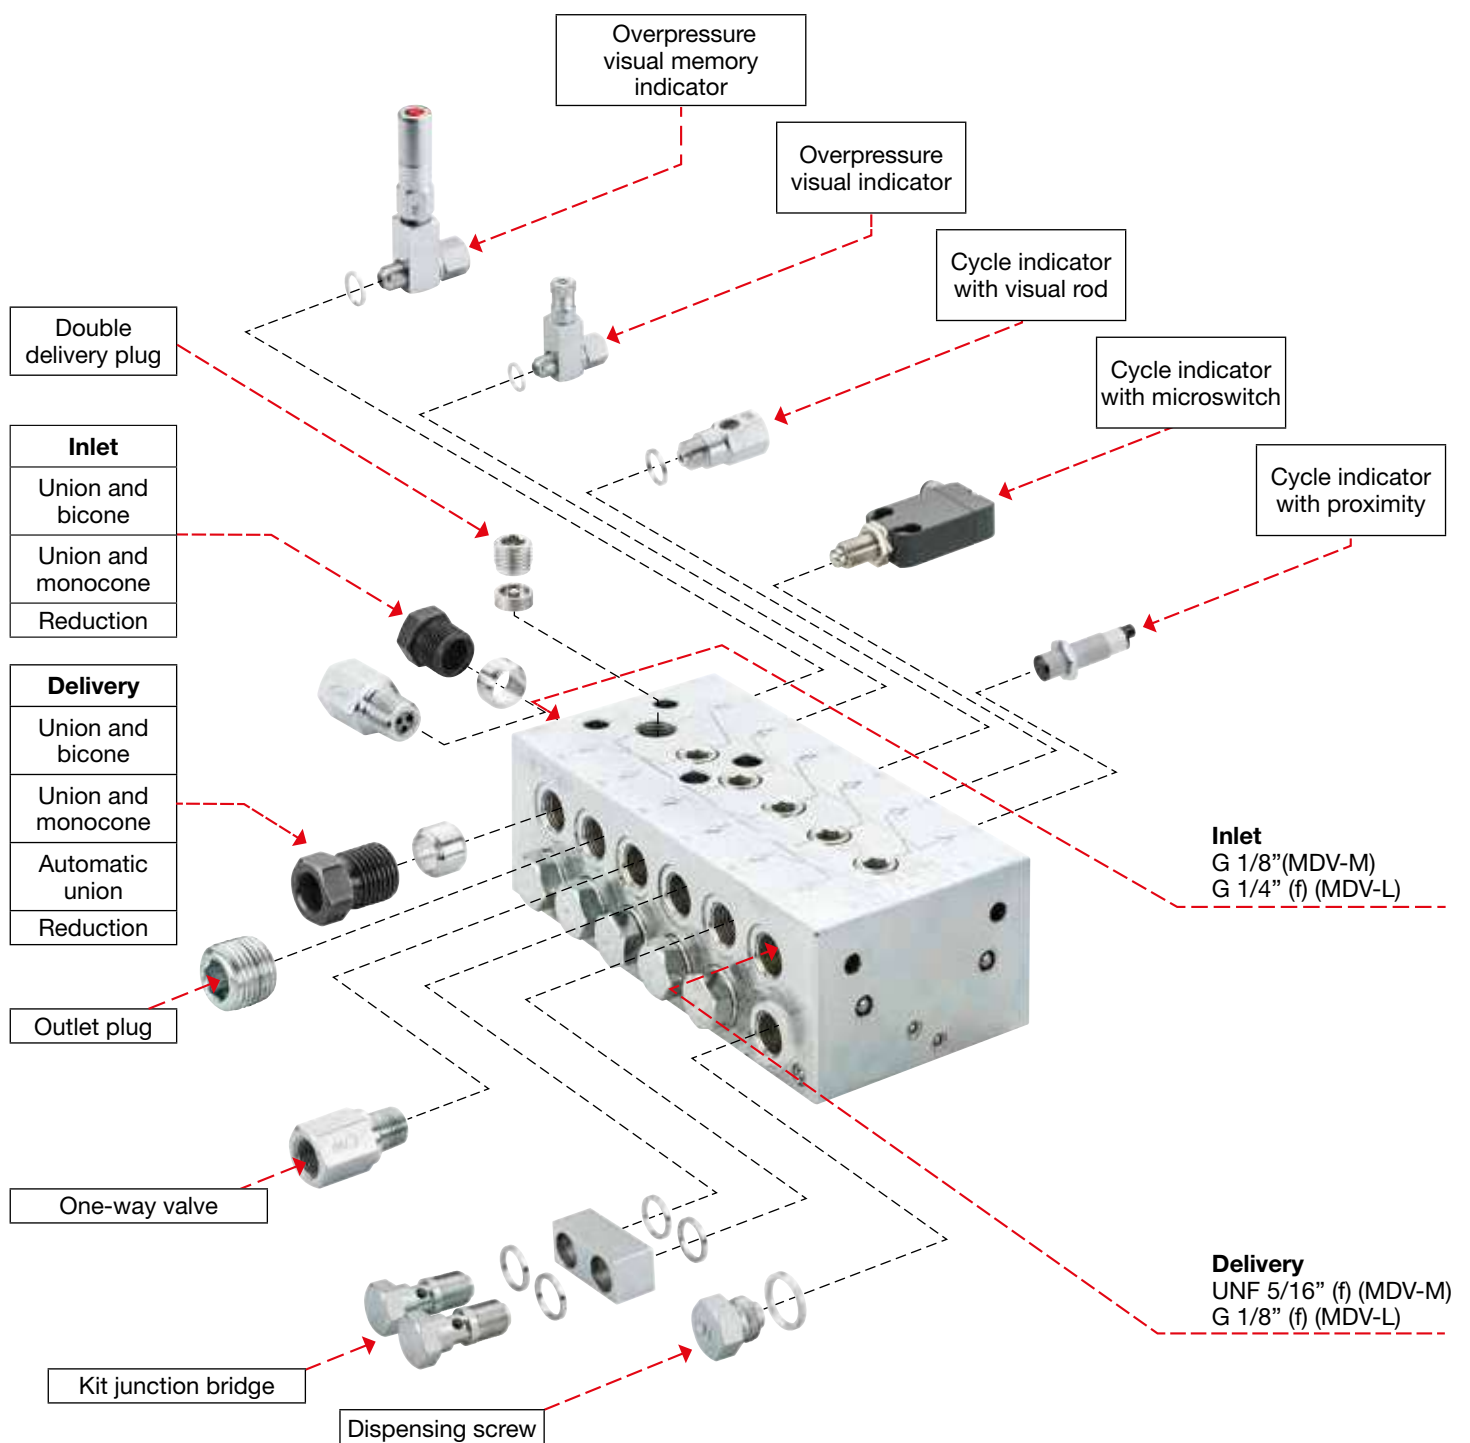 Overpressure
visual memory
indicator
Overpressure
visual indicator
Cycle indicator
with visual rod
Double
delivery plug
Cycle indicator
with microswitch
Cycle indicator
with proximity
Inlet
Union and
bicone
Union and
monocone
Reduction
Delivery
Union and
bicone
Union and
monocone
Automatic
union
Reduction
Inlet
G 1/8”(MDV-M)
G 1/4” (f) (MDV-L)
Outlet plug
One-way valve
Delivery
UNF 5/16” (f) (MDV-M)
G 1/8” (f) (MDV-L)
Kit junction bridge
Dispensing screw